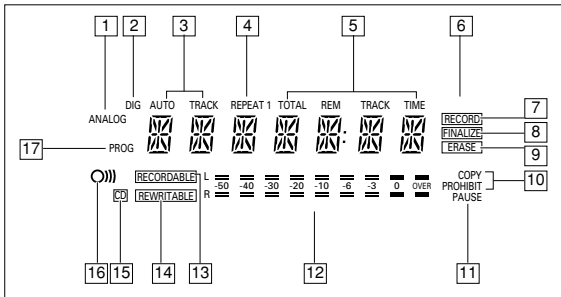 1 2 3 4 5 6
DIG AUTO TRACK REPEAT 1 TOTAL REM TRACK TIME
ANALOG
RECORD 7
FINALIZE 8
17 PROG
ERASE 9
RECORDABLE L
-50 -40 -30 -20 -10 -6 -3 0 OVER
CD REWRITABLE R
COPY
PROHIBIT 10
PAUSE
16 15 14 13 12 11